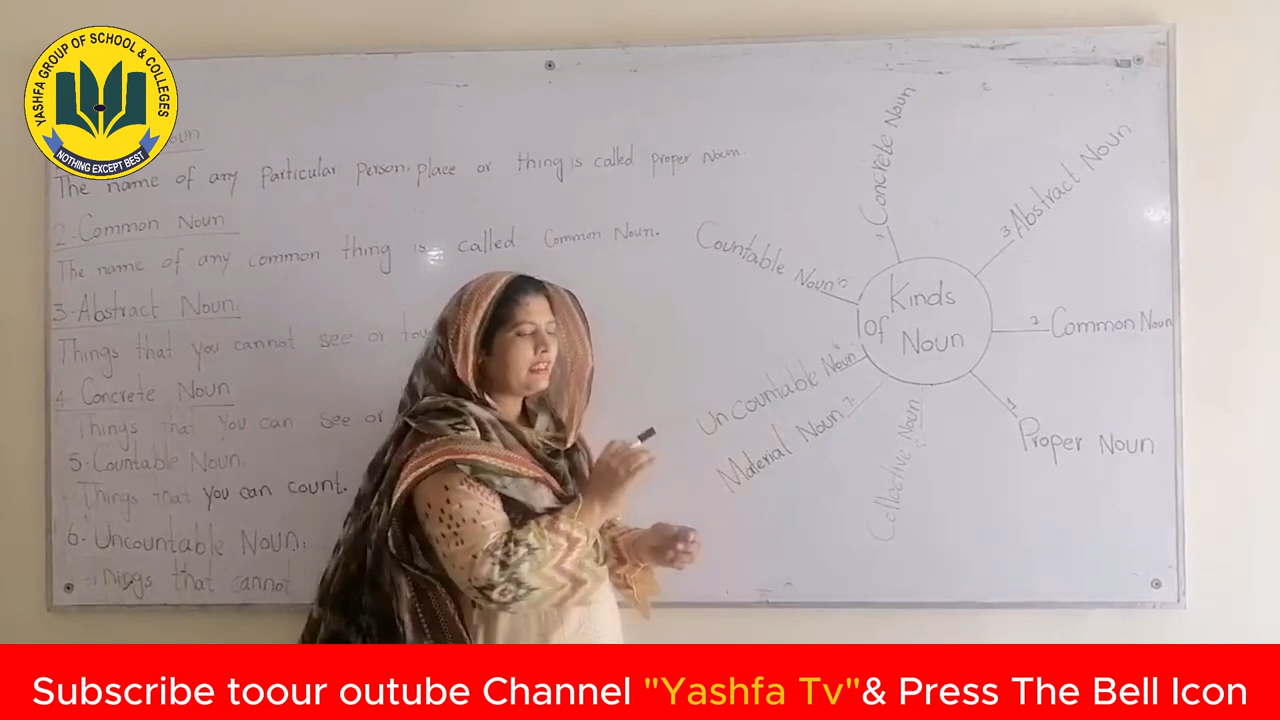 YASHFA GROUP OF SCHOOL & COLLEGES
NOTHING EXCEPT BEST
Noun
The name of any Particular Person, place or thing is called proper Noun.
2. Common Noun
The name of any common thing is called Common Noun.
3. Abstract Noun.
Things that you cannot see or
4. Concrete Noun
Things that you can see or
5. Countable Noun.
Things that you can count.
6. Uncountable Noun.
Things that cannot
Kinds
Of
Noun
Concrete Noun
3 Abstract Noun
2 Common Noun
1 Proper Noun
Collective Noun
Material Noun 7
Uncountable Noun 6
Countable Noun 5
Subscribe toour outube Channel "Yashfa Tv"& Press The Bell Icon